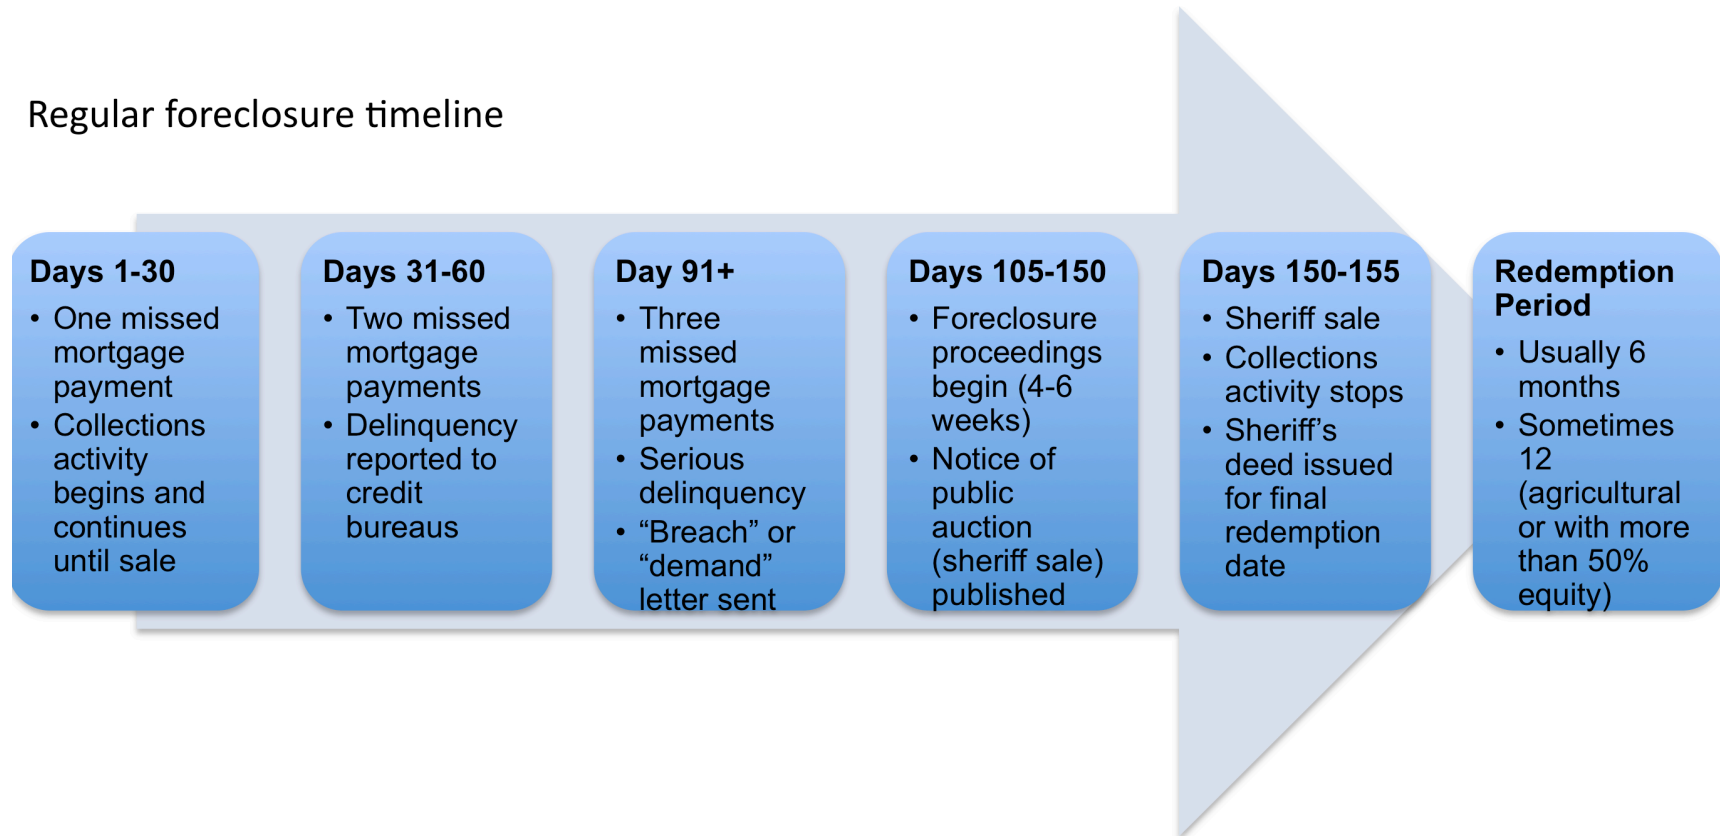 Regular foreclosure timeline
Days 1-30
• One missed
mortgage
payment
• Collections
activity
begins and
continues
until sale
Days 31-60
• Two missed
mortgage
payments
• Delinquency
reported to
credit
bureaus
Day 91+
• Three
missed
mortgage
payments
• Serious
delinquency
• “Breach” or
“demand”
letter sent
Days 105-150
• Foreclosure
proceedings
begin (4-6
weeks)
• Notice of
public
auction
(sheriff sale)
published
Days 150-155
• Sheriff sale
• Collections
activity stops
• Sheriff’s
deed issued
for final
redemption
date
Redemption
Period
• Usually 6
months
• Sometimes
12
(agricultural
or with more
than 50%
equity)